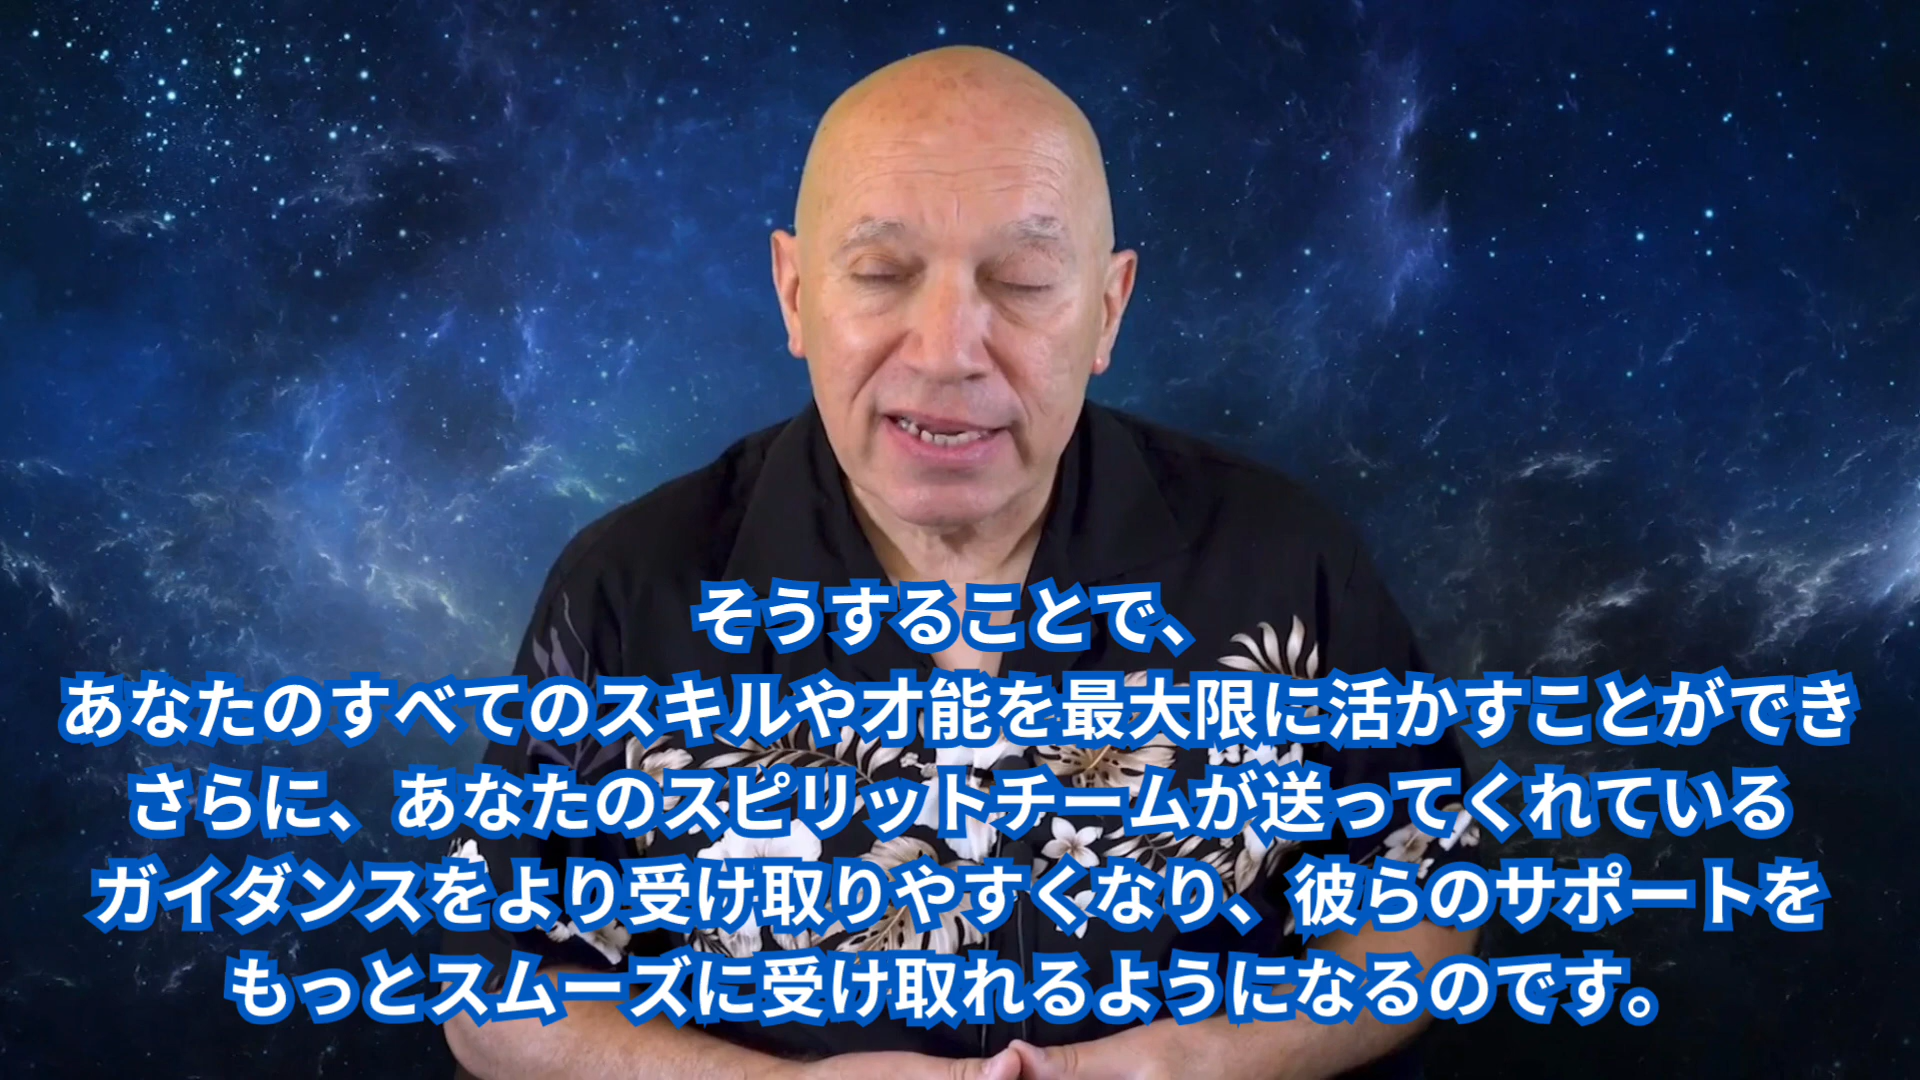 そうすることで、
あなたのすべてのスキルや才能を最大限に活かすことができ
さらに、あなたのスピリットチームが送ってくれている
ガイダンスをより受け取りやすくなり、彼らのサポートを
もっとスムーズに受け取れるようになるのです。